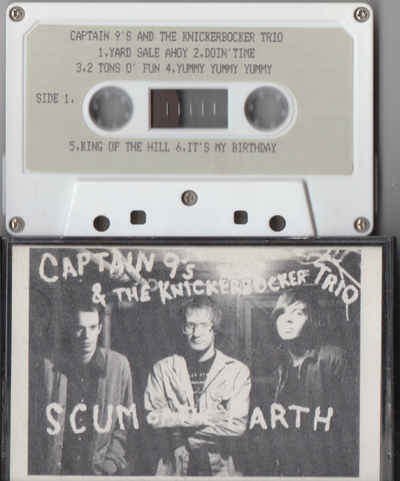 CAPTAIN 9'S AND THE KNICKERBOCKER TRIO
1.YARD SALE AHOY 2.DOIN'TIME
3.2 TONS O' FUN 4.YUMMY YUMMY YUMMY
SIDE 1.
5.KING OF THE HILL 6.IT'S MY BIRTHDAY
CAPTAIN 9's
& THE KNICKERBOCKER TRIO
SCUM ARTH